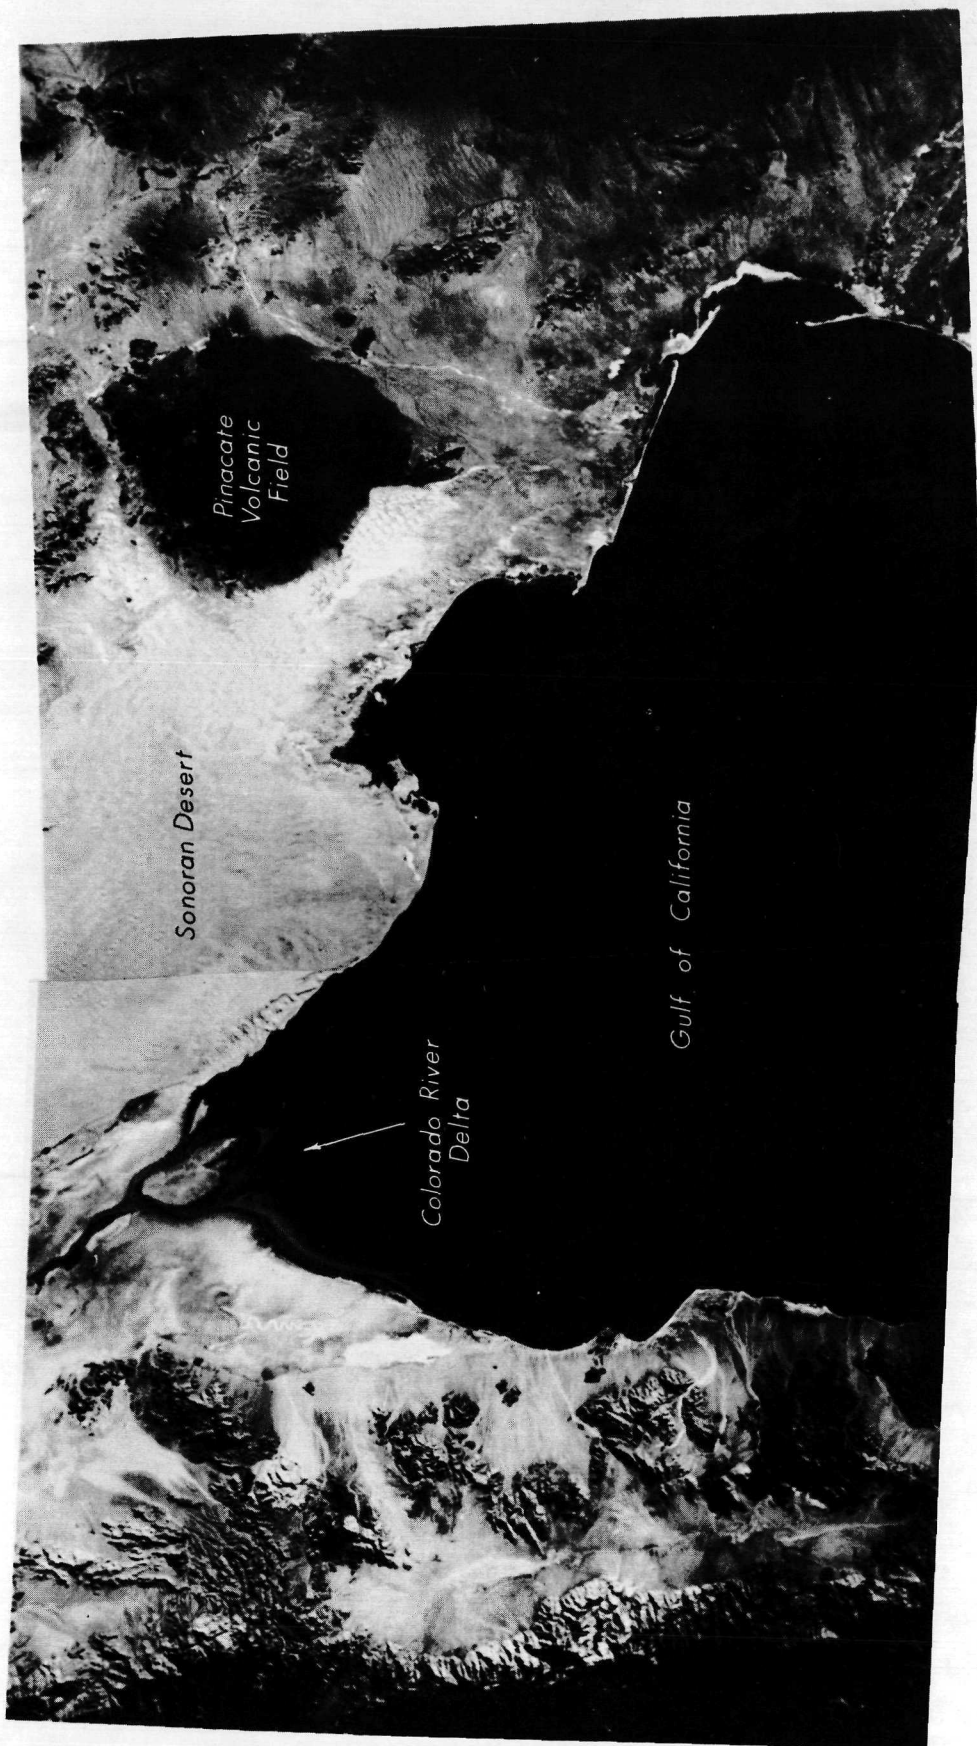 Pinacate
Volcanic
Field
Sonoran Desert
Gulf of California
Colorado River
Delta